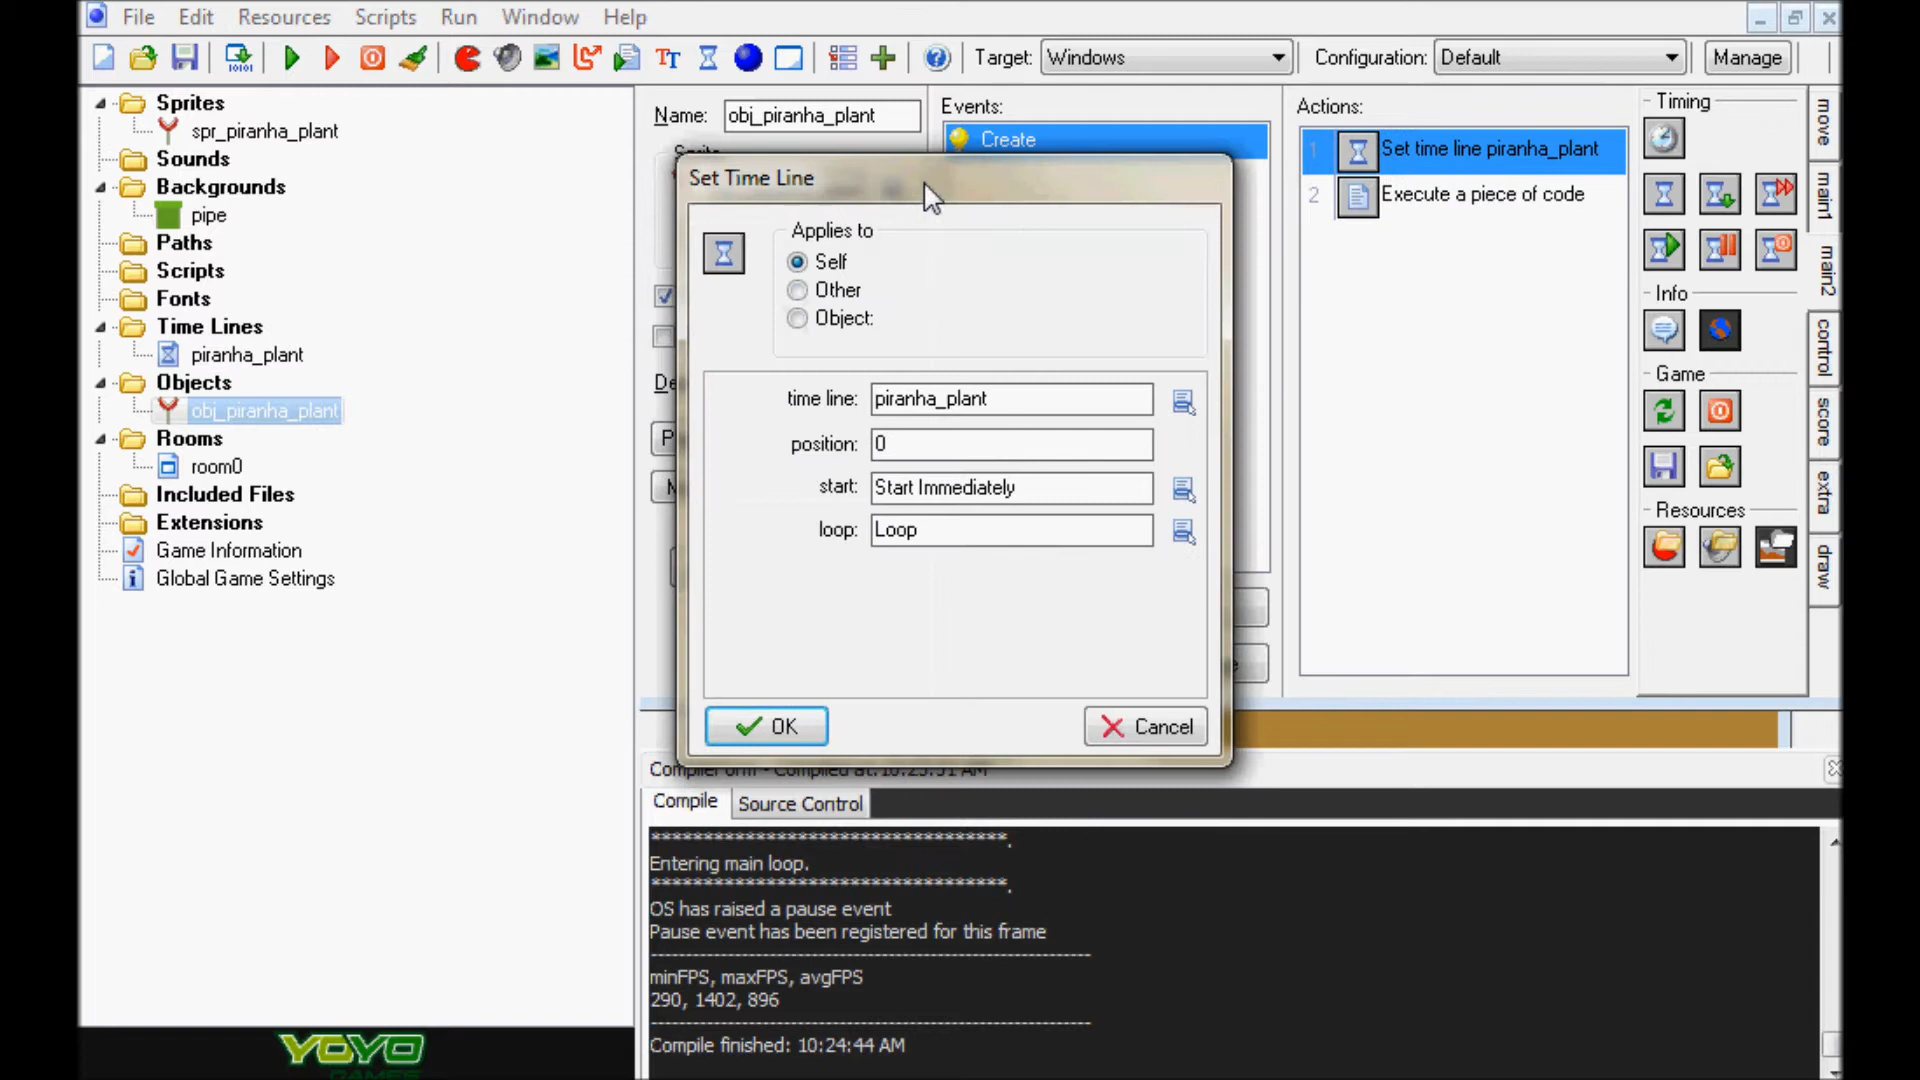 File Edit Resources Scripts Run Window Help
Target: Windows Configuration: Default Manage
Sprites
spr_piranha_plant
Sounds
Backgrounds
pipe
Paths
Scripts
Fonts
Time Lines
piranha_plant
Objects
obj_piranha_plant
Rooms
room0
Included Files
Extensions
Game Information
Global Game Settings
YOYO
GAMES
Name: obj_piranha_plant
Events:
Create
Actions:
1 Set time line piranha_plant
2 Execute a piece of code
Set Time Line
Applies to
Self
Other
Object:
time line: piranha_plant
position: 0
start: Start Immediately
loop: Loop
OK Cancel
Timing
Info
Game
Resources
move
main1
main2
control
score
extra
draw
Compile Source Control
***********************************.
Entering main loop.
***********************************.
OS has raised a pause event
Pause event has been registered for this frame
minFPS, maxFPS, avgFPS
290, 1402, 896
Compile finished: 10:24:44 AM